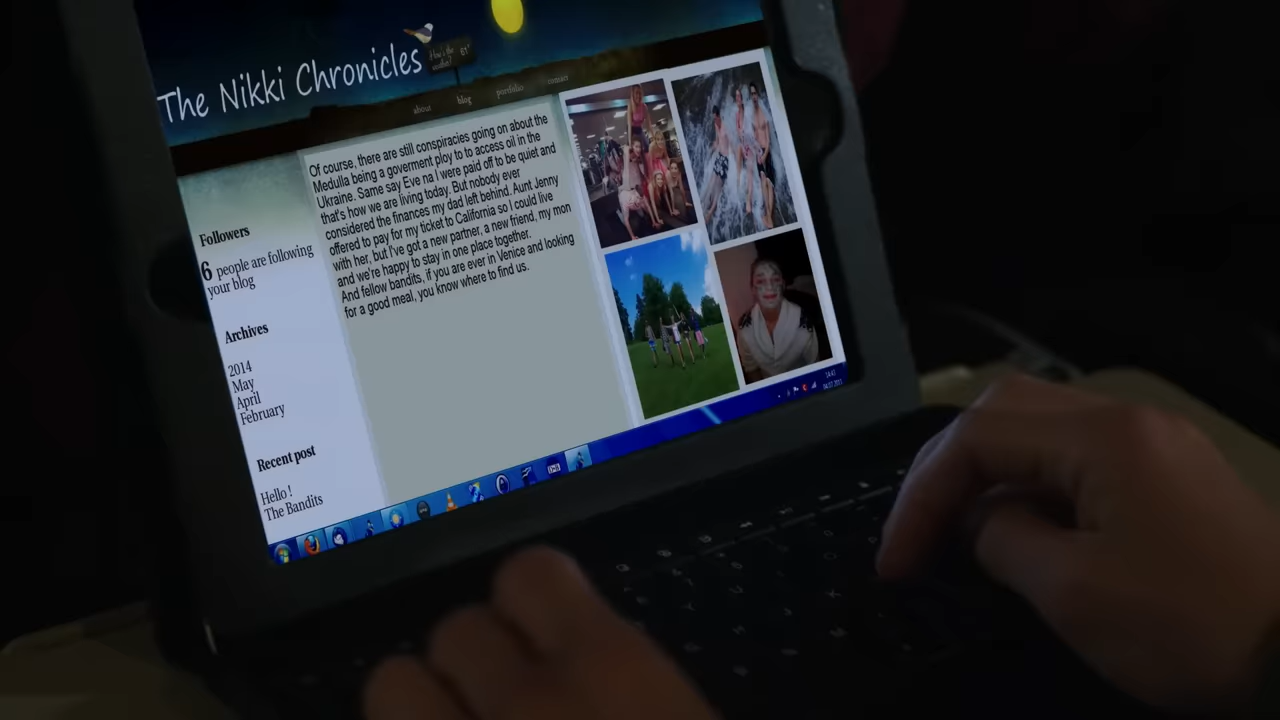 The Nikki Chronicles
How's the
weather?
61°
about
blog
portfolio
contact
Of course, there are still conspiracies going on about the
Medulla being a goverment ploy to to access oil in the
Ukraine. Same say Eve na I were paid off to be quiet and
that's how we are living today. But nobody ever
considered the finances my dad left behind. Aunt Jenny
offered to pay for my ticket to California so I could live
with her, but I've got a new partner, a new friend, my mon
and we're happy to stay in one place together.
And fellow bandits, if you are ever in Venice and looking
for a good meal, you know where to find us.
Followers
6 people are following
your blog
Archives
2014
May
April
February
Recent post
Hello !
The Bandits